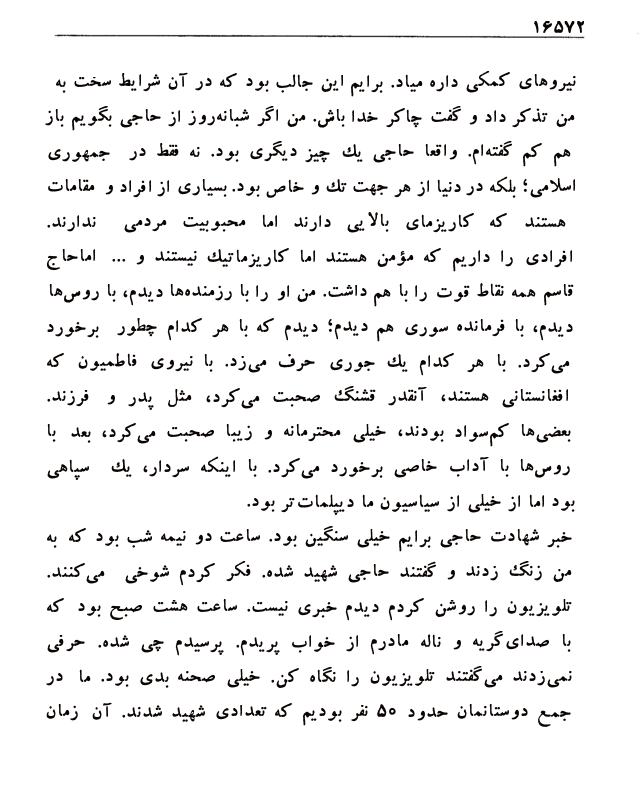 ۱۶۵۷۲
نیروهای کمکی داره میاد. برایم این جالب بود که در آن شرایط سخت به
من تذکر داد و گفت چاکر خدا باش. من اگر شبانه‌روز از حاجی بگویم باز
هم کم گفته‌ام. واقعا حاجی یك چیز دیگری بود. نه فقط در جمهوری
اسلامی؛ بلکه در دنیا از هر جهت تك و خاص بود. بسیاری از افراد و مقامات
هستند که کاریزمای بالایی دارند اما محبوبیت مردمی ندارند.
افرادی را داریم که مؤمن هستند اما کاریزماتیك نیستند و ... اماحاج
قاسم همه نقاط قوت را با هم داشت. من او را با رزمنده‌ها دیدم، با روس‌ها
دیدم، با فرمانده سوری هم دیدم؛ دیدم که با هر کدام چطور برخورد
می‌کرد. با هر کدام یك جوری حرف می‌زد. با نیروی فاطمیون که
افغانستانی هستند، آنقدر قشنگ صحبت می‌کرد، مثل پدر و فرزند.
بعضی‌ها کم‌سواد بودند، خیلی محترمانه و زیبا صحبت می‌کرد، بعد با
روس‌ها با آداب خاصی برخورد می‌کرد. با اینکه سردار، یك سپاهی
بود اما از خیلی از سیاسیون ما دیپلمات‌تر بود.
خبر شهادت حاجی برایم خیلی سنگین بود. ساعت دو نیمه شب بود که به
من زنگ زدند و گفتند حاجی شهید شده. فکر کردم شوخی می‌کنند.
تلویزیون را روشن کردم دیدم خبری نیست. ساعت هشت صبح بود که
با صدای‌گریه و ناله مادرم از خواب پریدم. پرسیدم چی شده. حرفی
نمی‌زدند می‌گفتند تلویزیون را نگاه کن. خیلی صحنه بدی بود. ما در
جمع دوستانمان حدود ۵۰ نفر بودیم که تعدادی شهید شدند. آن زمان